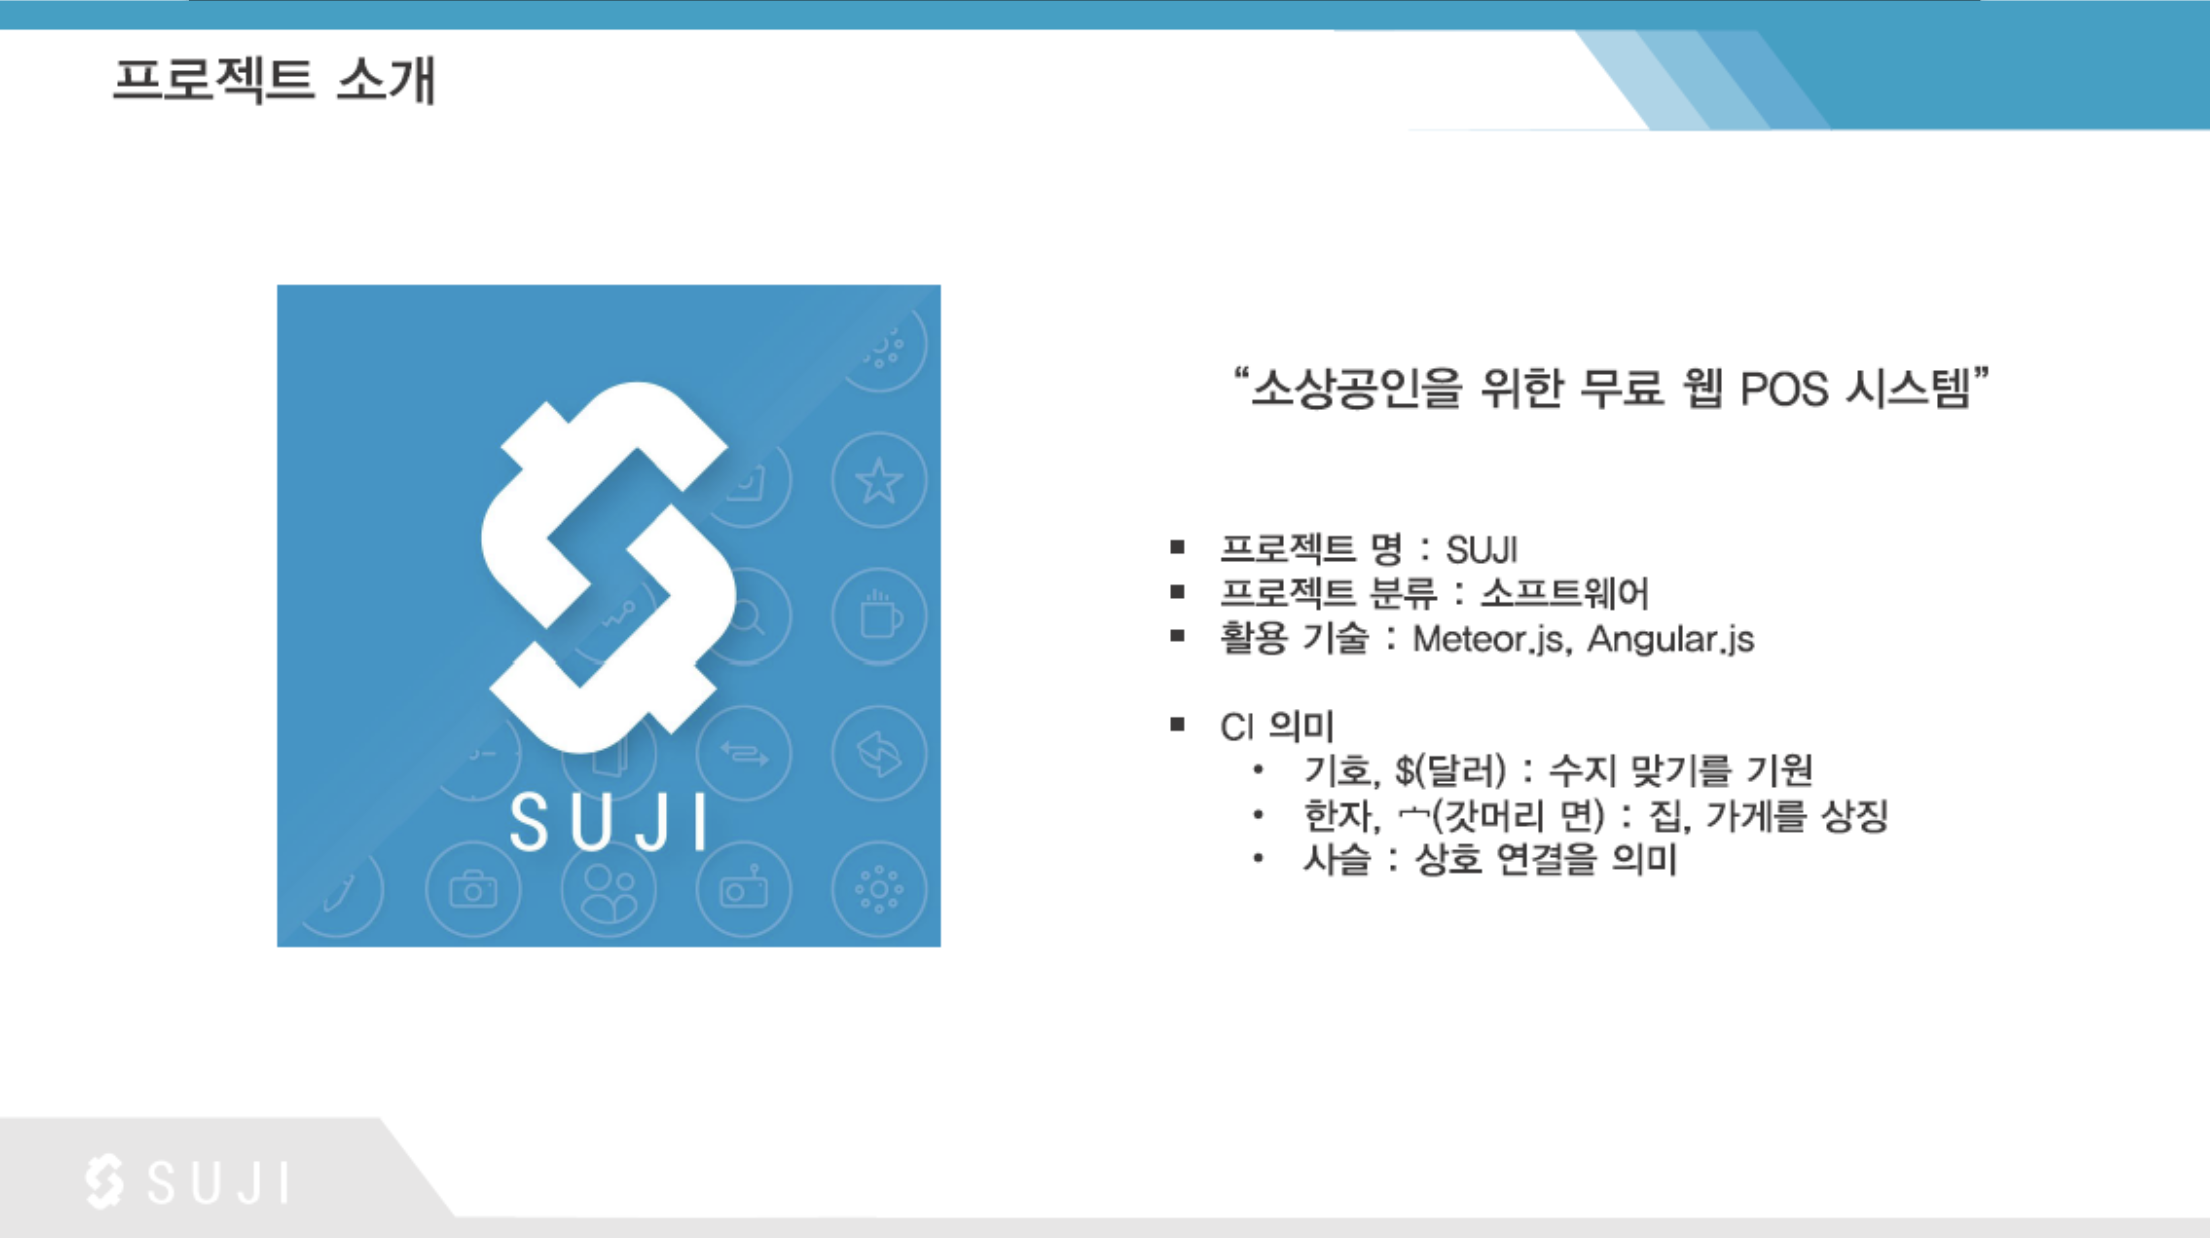 프로젝트 소개
SUJI
“소상공인을 위한 무료 웹 POS 시스템”
▪ 프로젝트 명 : SUJI
▪ 프로젝트 분류 : 소프트웨어
▪ 활용 기술 : Meteor.js, Angular.js
▪ CI 의미
• 기호, $(달러) : 수지 맞기를 기원
• 한자, 宀(갓머리 면) : 집, 가게를 상징
• 사슬 : 상호 연결을 의미
SUJI